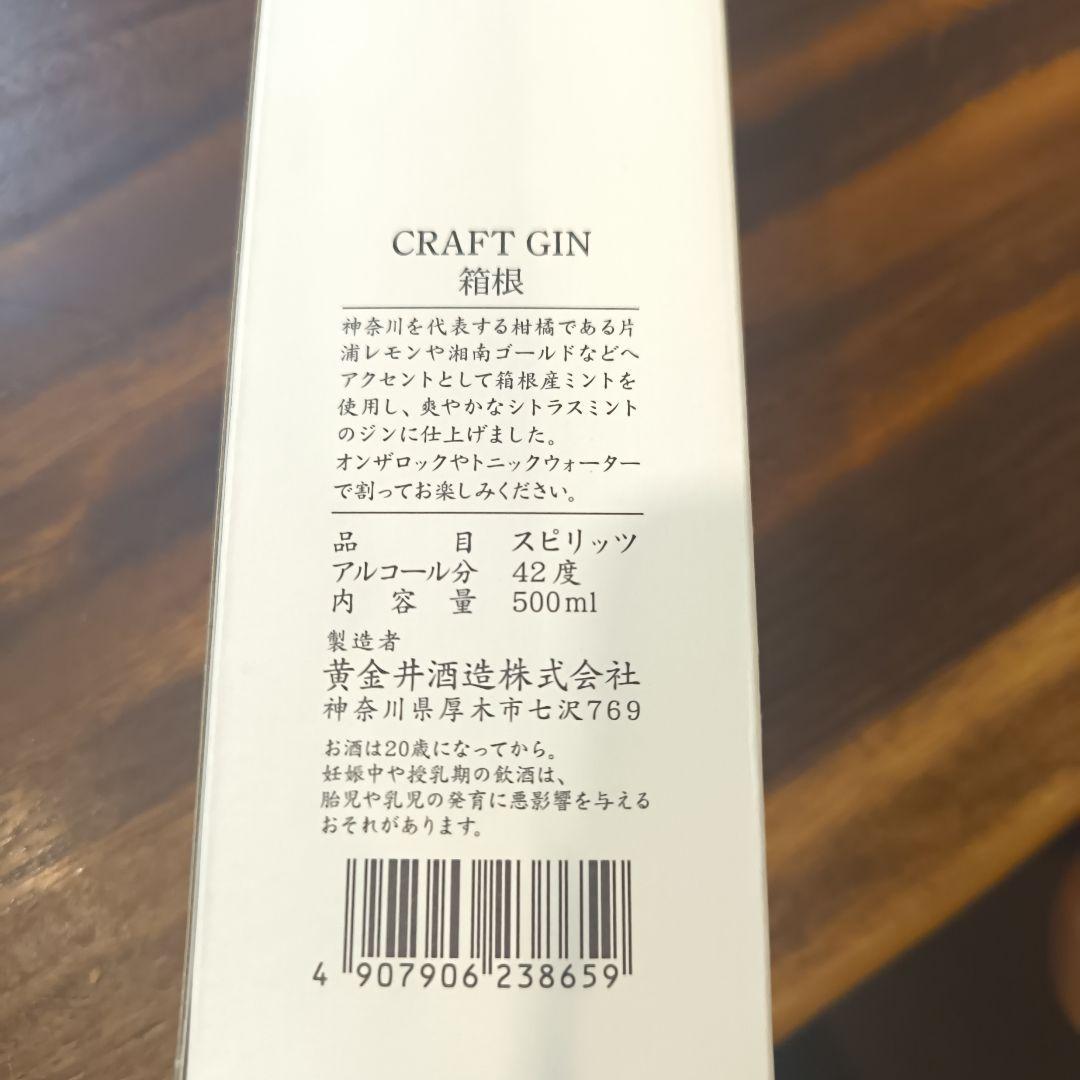 CRAFT GIN
箱根
神奈川を代表する柑橘である片
浦レモンや湘南ゴールドなどへ
アクセントとして箱根産ミントを
使用し、爽やかなシトラスミント
のジンに仕上げました。
オンザロックやトニックウォーター
で割ってお楽しみください。
品目 スピリッツ
アルコール分 42度
内容量 500ml
製造者
黄金井酒造株式会社
神奈川県厚木市七沢769
お酒は20歳になってから。
妊娠中や授乳期の飲酒は、
胎児や乳児の発育に悪影響を与える
おそれがあります。
4 907906 238659